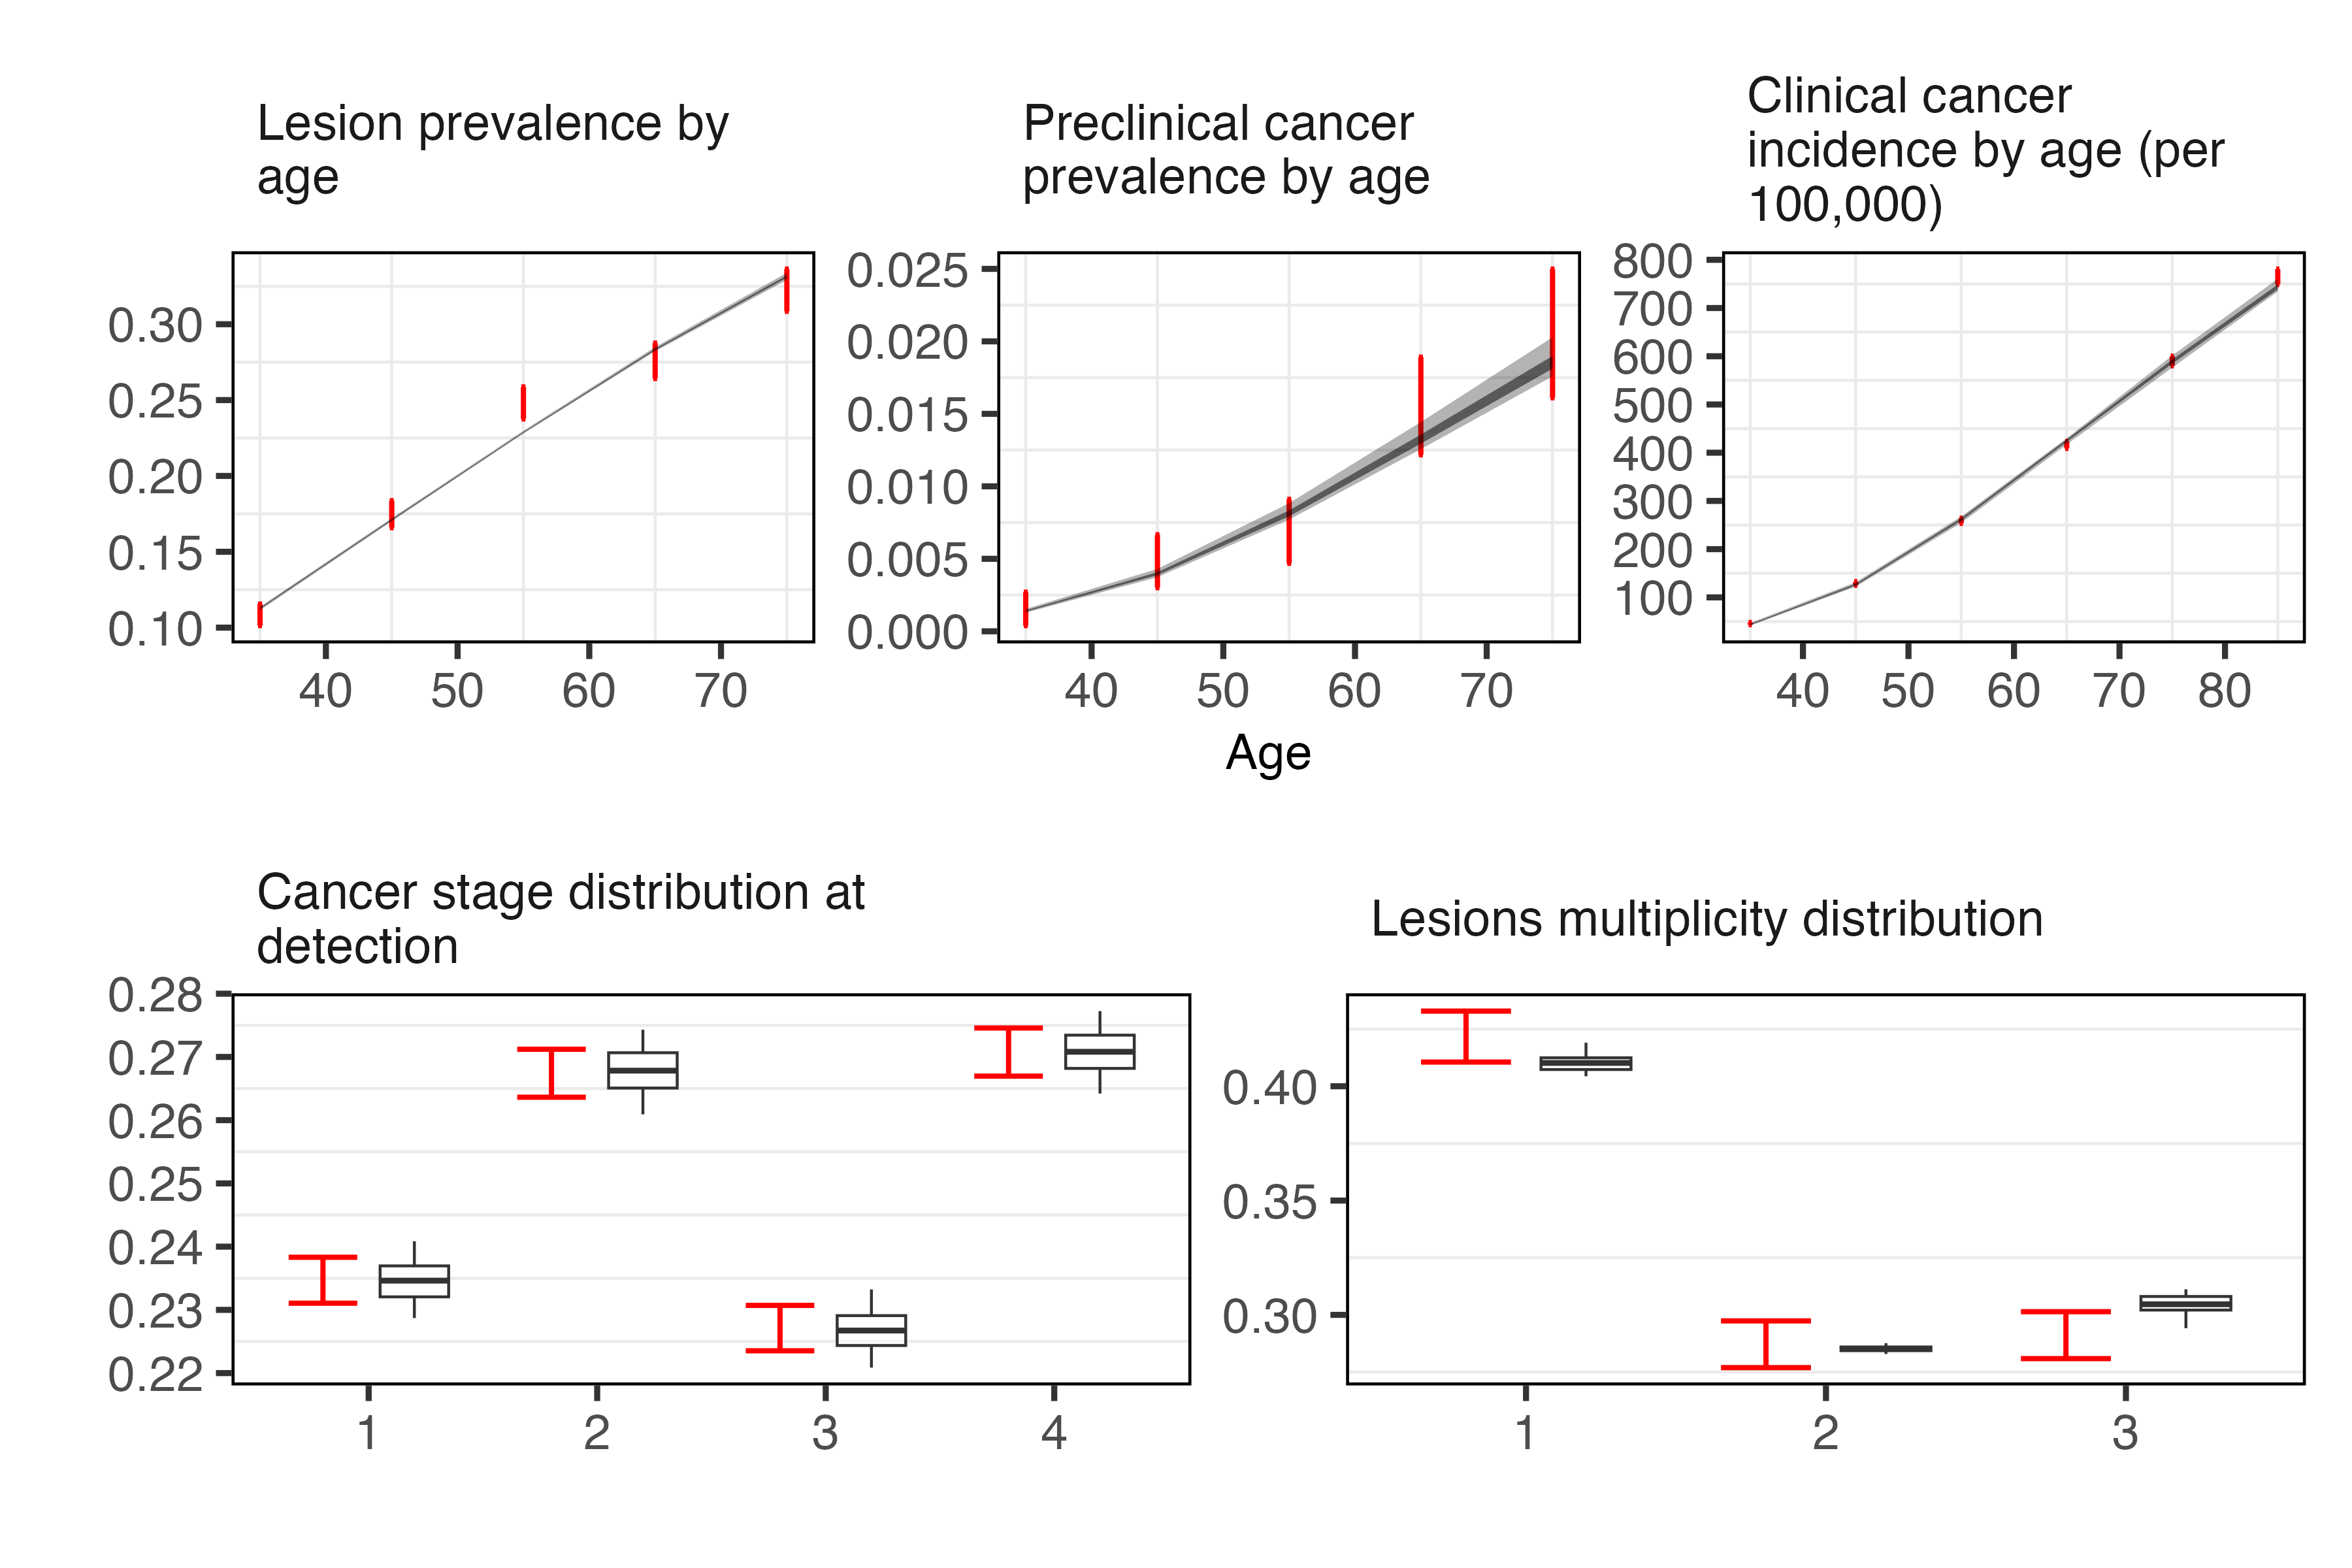 Lesion prevalence by
age
Preclinical cancer
prevalence by age
Clinical cancer
incidence by age (per
100,000)
0.30
0.25
0.20
0.15
0.10
40 50 60 70
0.025
0.020
0.015
0.010
0.005
0.000
40 50 60 70
800
700
600
500
400
300
200
100
40 50 60 70 80
Age
Cancer stage distribution at
detection
0.28
0.27
0.26
0.25
0.24
0.23
0.22
1 2 3 4
Lesions multiplicity distribution
0.40
0.35
0.30
1 2 3